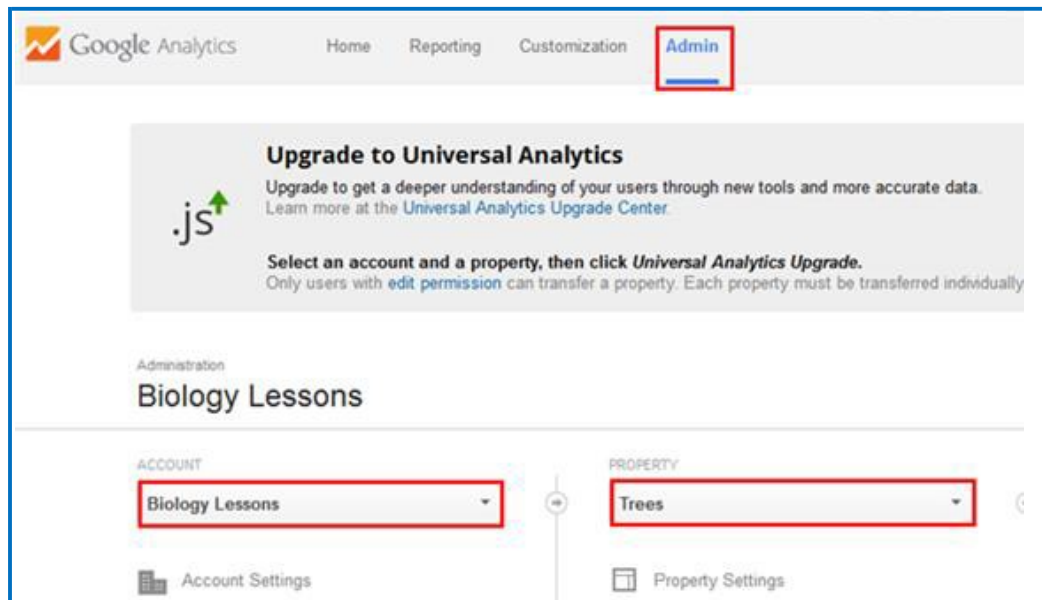 Google Analytics Home Reporting Customization Admin
Upgrade to Universal Analytics
Upgrade to get a deeper understanding of your users through new tools and more accurate data.
Learn more at the Universal Analytics Upgrade Center.
.js
Select an account and a property, then click Universal Analytics Upgrade.
Only users with edit permission can transfer a property. Each property must be transferred individually
Administration
Biology Lessons
ACCOUNT PROPERTY
Biology Lessons Trees
Account Settings Property Settings